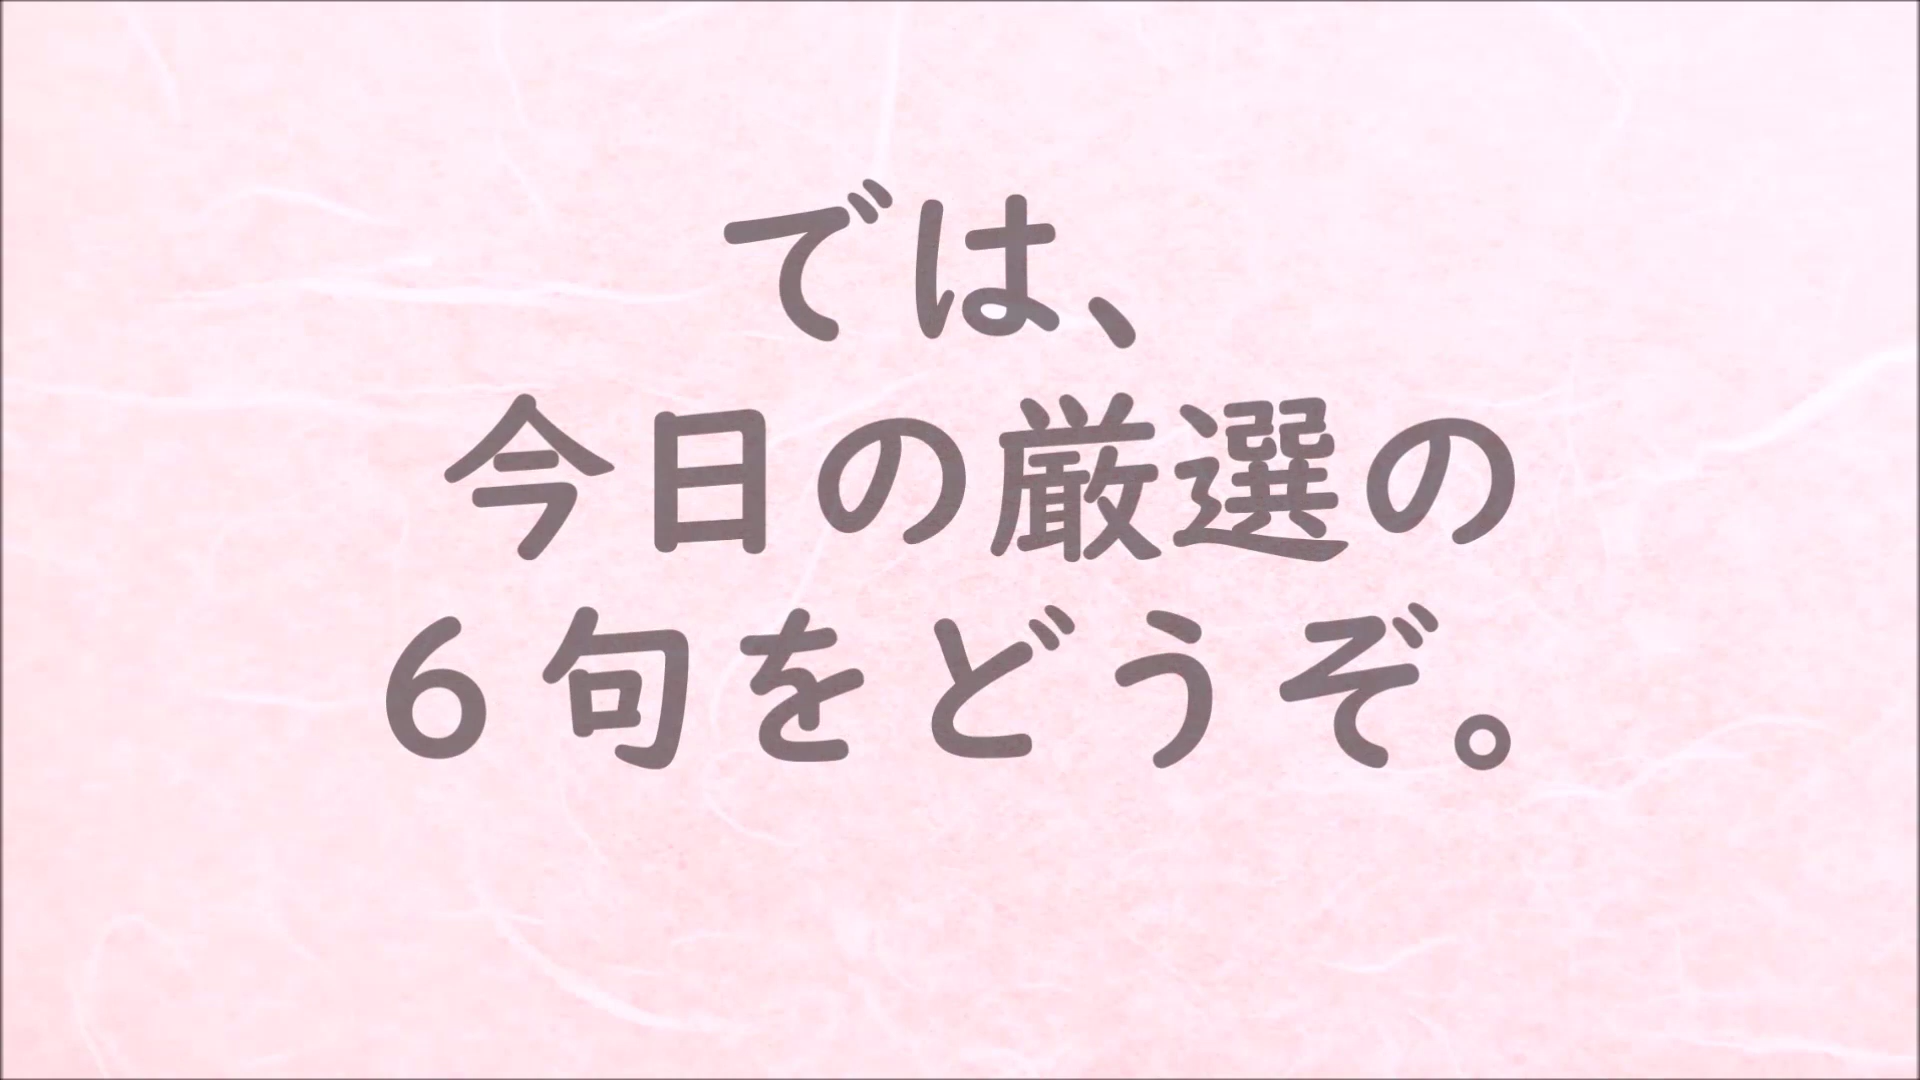 では、
今日の厳選の
６句をどうぞ。